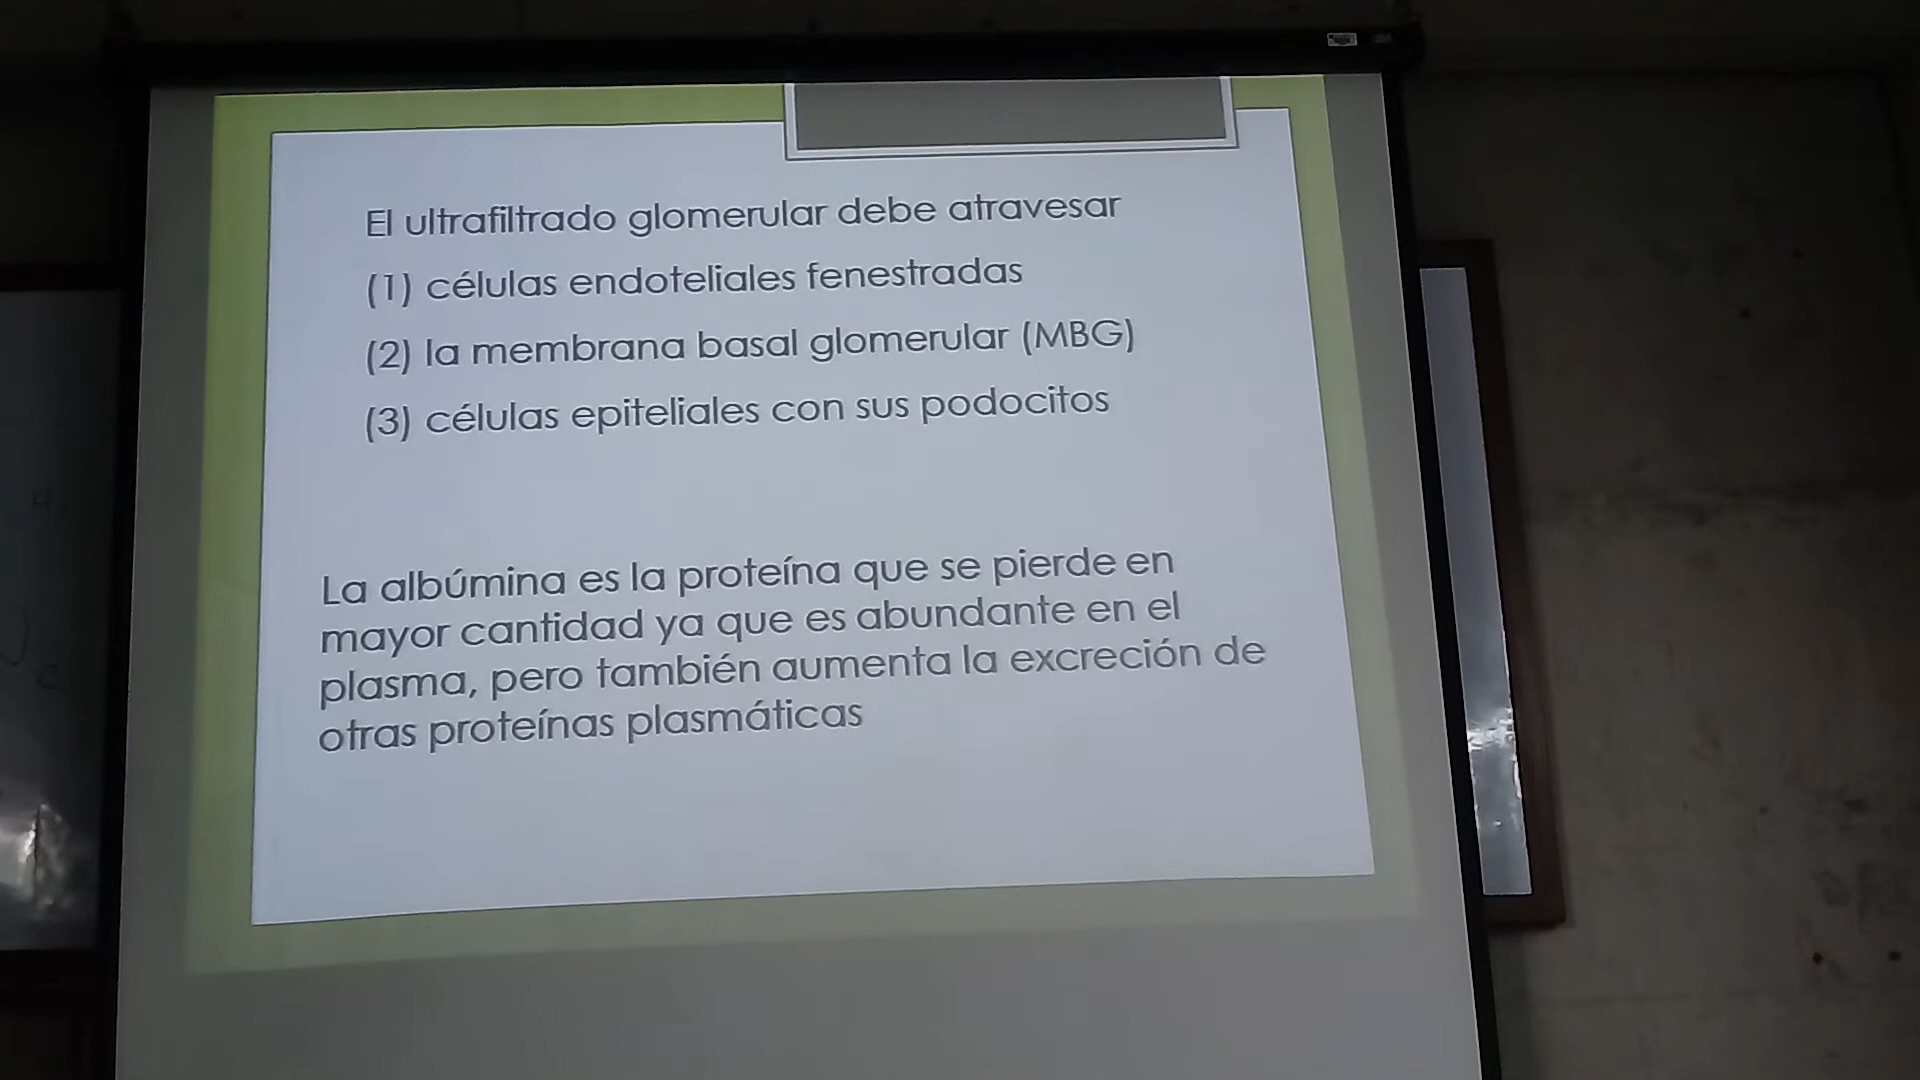 El ultrafiltrado glomerular debe atravesar
(1) células endoteliales fenestradas
(2) la membrana basal glomerular (MBG)
(3) células epiteliales con sus podocitos
La albúmina es la proteína que se pierde en
mayor cantidad ya que es abundante en el
plasma, pero también aumenta la excreción de
otras proteínas plasmáticas